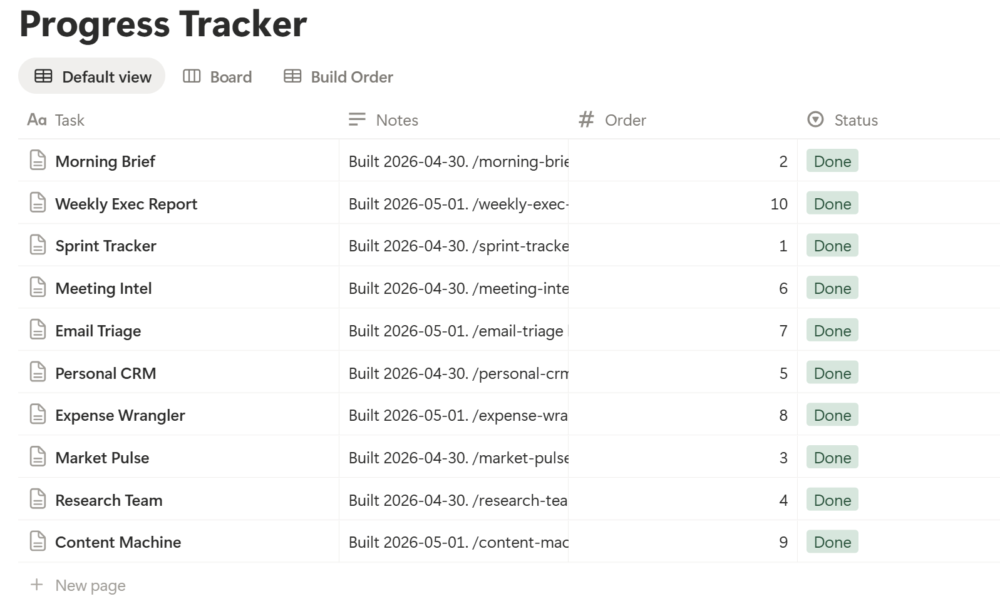 Progress Tracker
Default view Board Build Order
Aa Task Notes # Order Status
Morning Brief Built 2026-04-30. /morning-brie 2 Done
Weekly Exec Report Built 2026-05-01. /weekly-exec- 10 Done
Sprint Tracker Built 2026-04-30. /sprint-tracke 1 Done
Meeting Intel Built 2026-04-30. /meeting-inte 6 Done
Email Triage Built 2026-05-01. /email-triage 7 Done
Personal CRM Built 2026-04-30. /personal-crm 5 Done
Expense Wrangler Built 2026-05-01. /expense-wra 8 Done
Market Pulse Built 2026-04-30. /market-pulse 3 Done
Research Team Built 2026-04-30. /research-tea 4 Done
Content Machine Built 2026-05-01. /content-mac 9 Done
+ New page